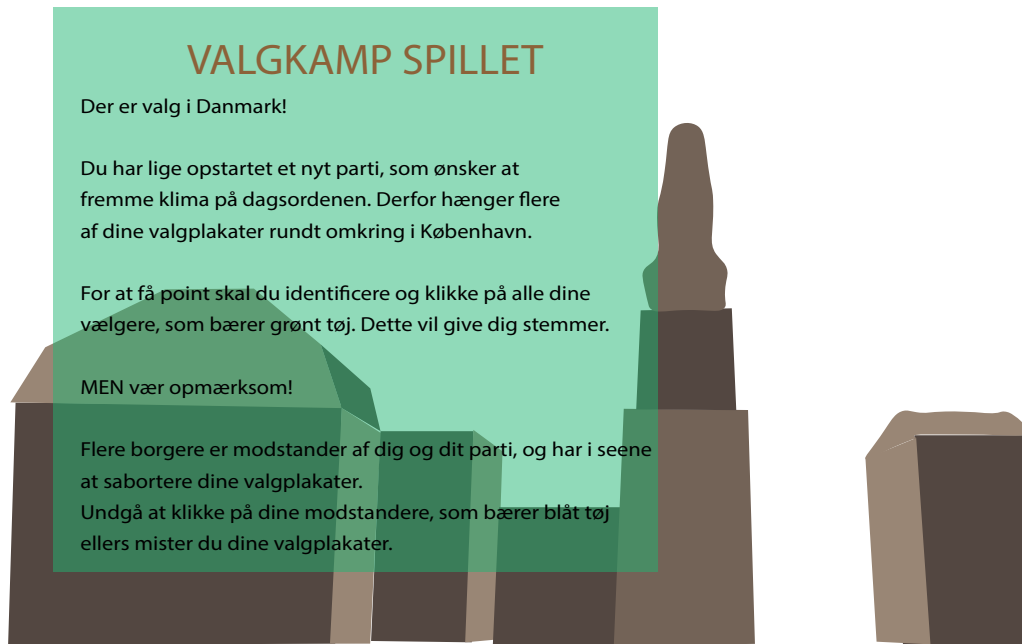 VALGKAMP SPILLET
Der er valg i Danmark!
Du har lige opstartet et nyt parti, som ønsker at
fremme klima på dagsordenen. Derfor hænger flere
af dine valgplakater rundt omkring i København.
For at få point skal du identificere og klikke på alle dine
vælgere, som bærer grønt tøj. Dette vil give dig stemmer.
MEN vær opmærksom!
Flere borgere er modstander af dig og dit parti, og har i seene
at sabortere dine valgplakater.
Undgå at klikke på dine modstandere, som bærer blåt tøj
ellers mister du dine valgplakater.